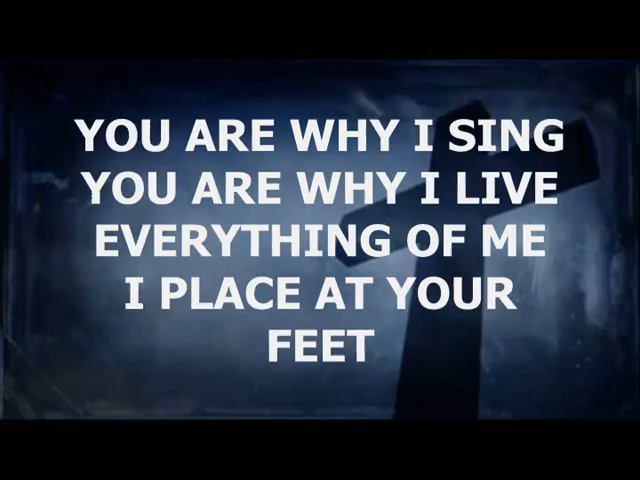 YOU ARE WHY I SING
YOU ARE WHY I LIVE
EVERYTHING OF ME
I PLACE AT YOUR
FEET